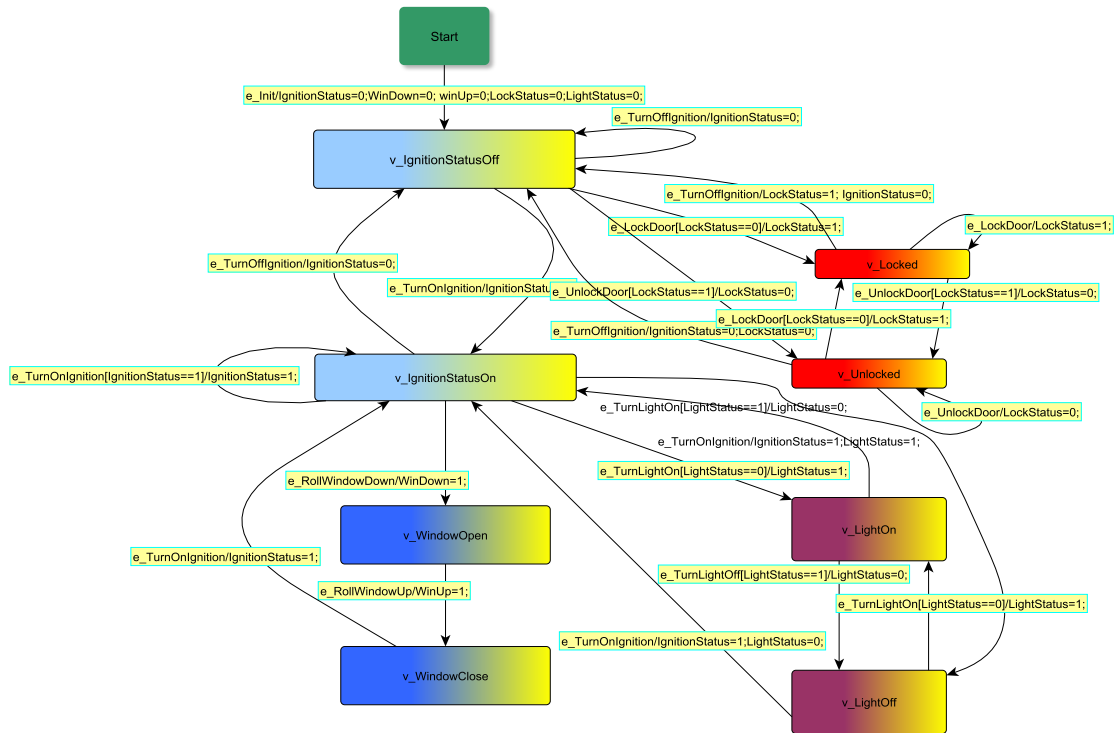 Start
e_Init/IgnitionStatus=0;WinDown=0; winUp=0;LockStatus=0;LightStatus=0;
e_TurnOffIgnition/IgnitionStatus=0;
v_IgnitionStatusOff
e_TurnOffIgnition/LockStatus=1; IgnitionStatus=0;
e_LockDoor[LockStatus==0]/LockStatus=1;
e_LockDoor/LockStatus=1;
v_Locked
e_TurnOffIgnition/IgnitionStatus=0;
e_TurnOnIgnition/IgnitionStatus
e_UnlockDoor[LockStatus==1]/LockStatus=0;
e_UnlockDoor[LockStatus==1]/LockStatus=0;
e_LockDoor[LockStatus==0]/LockStatus=1;
e_TurnOffIgnition/IgnitionStatus=0;LockStatus=0;
v_Unlocked
e_TurnOnIgnition[IgnitionStatus==1]/IgnitionStatus=1;
v_IgnitionStatusOn
e_TurnLightOn[LightStatus==1]/LightStatus=0;
e_UnlockDoor/LockStatus=0;
e_TurnOnIgnition/IgnitionStatus=1;LightStatus=1;
e_TurnLightOn[LightStatus==0]/LightStatus=1;
e_RollWindowDown/WinDown=1;
v_WindowOpen
v_LightOn
e_TurnOnIgnition/IgnitionStatus=1;
e_TurnLightOff[LightStatus==1]/LightStatus=0;
e_RollWindowUp/WinUp=1;
e_TurnLightOn[LightStatus==0]/LightStatus=1;
e_TurnOnIgnition/IgnitionStatus=1;LightStatus=0;
v_WindowClose
v_LightOff